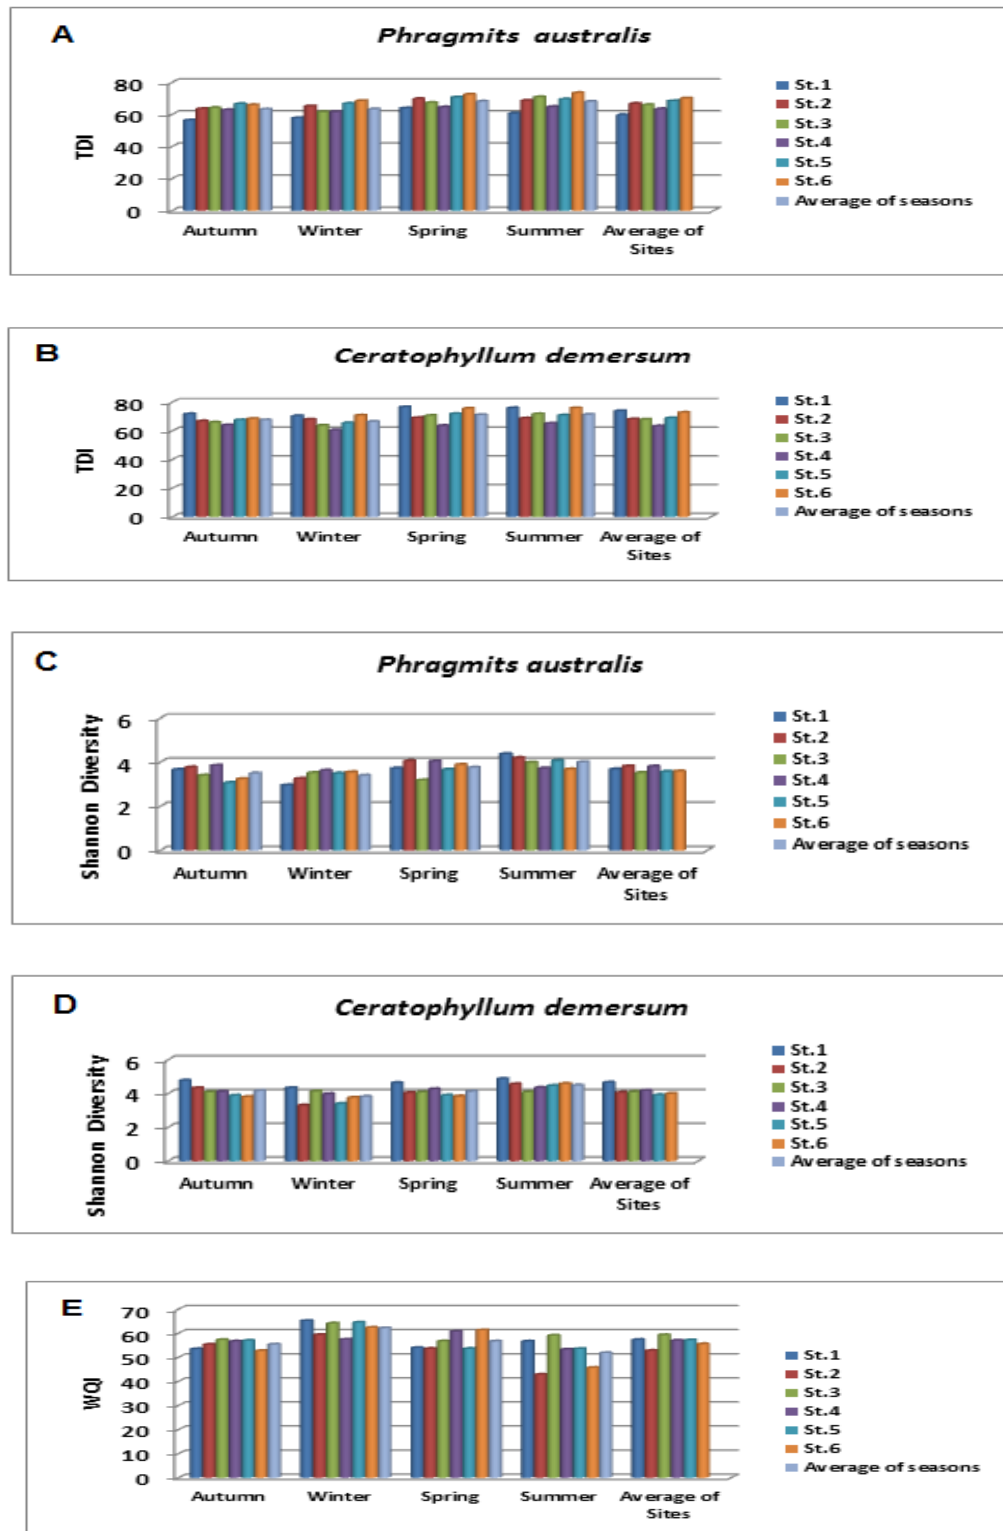 A
Phragmits australis
TDI
80
60
40
20
0
Autumn
Winter
Spring
Summer
Average of
Sites
St.1
St.2
St.3
St.4
St.5
St.6
Average of seasons
B
Ceratophyllum demersum
TDI
80
60
40
20
0
Autumn
Winter
Spring
Summer
Average of
Sites
St.1
St.2
St.3
St.4
St.5
St.6
Average of seasons
C
Phragmits australis
Shannon Diversity
6
4
2
0
Autumn
Winter
Spring
Summer
Average of
Sites
St.1
St.2
St.3
St.4
St.5
St.6
Average of seasons
D
Ceratophyllum demersum
Shannon Diversity
6
4
2
0
Autumn
Winter
Spring
Summer
Average of
Sites
St.1
St.2
St.3
St.4
St.5
St.6
Average of seasons
E
WQI
70
60
50
40
30
20
10
0
Autumn
Winter
Spring
Summer
Average of
Sites
St.1
St.2
St.3
St.4
St.5
St.6
Average of seasons